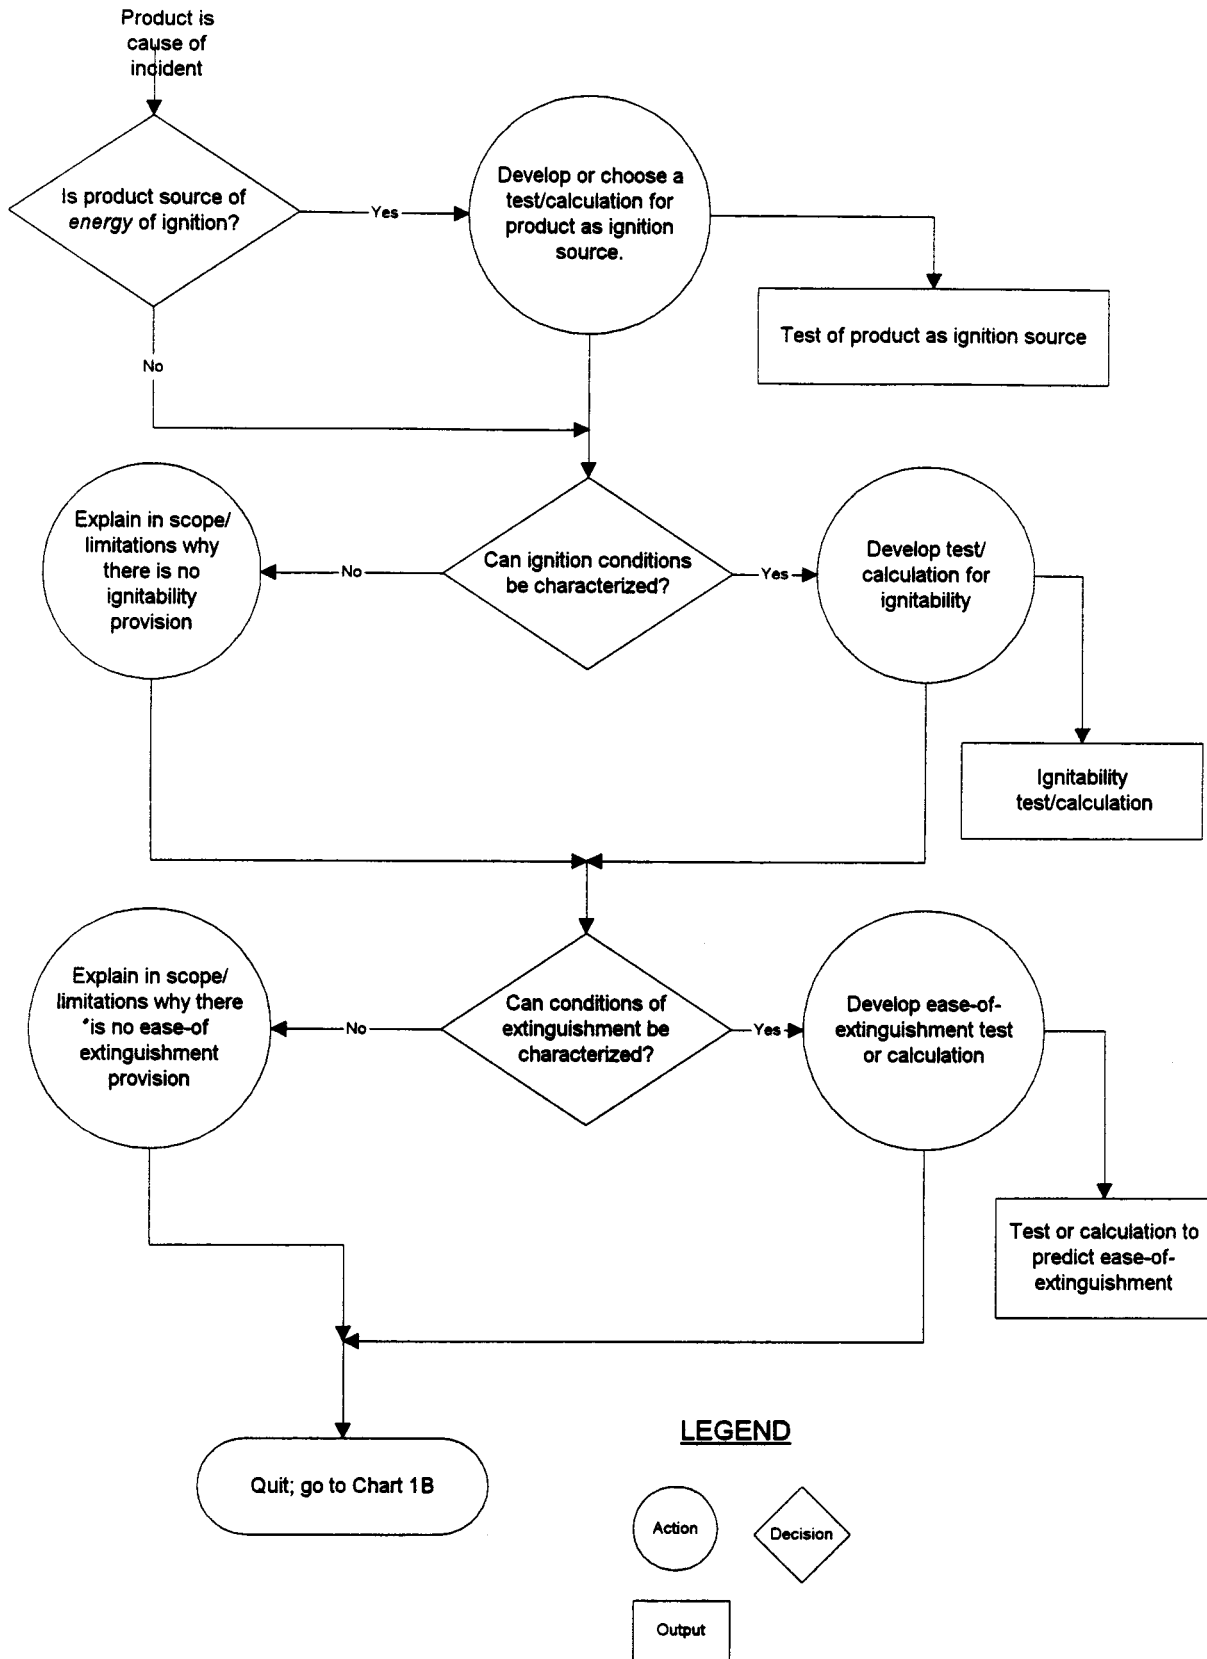 Product is
cause of
incident
Is product source of
energy of ignition?
Yes
Develop or choose a
test/calculation for
product as ignition
source.
Test of product as ignition source
No
Explain in scope/
limitations why
there is no
ignitability
provision
No
Can ignition conditions
be characterized?
Yes
Develop test/
calculation for
ignitability
Ignitability
test/calculation
Explain in scope/
limitations why there
is no ease-of
extinguishment
provision
No
Can conditions of
extinguishment be
characterized?
Yes
Develop ease-of-
extinguishment test
or calculation
Test or calculation to
predict ease-of-
extinguishment
Quit; go to Chart 1B
LEGEND
Action
Decision
Output